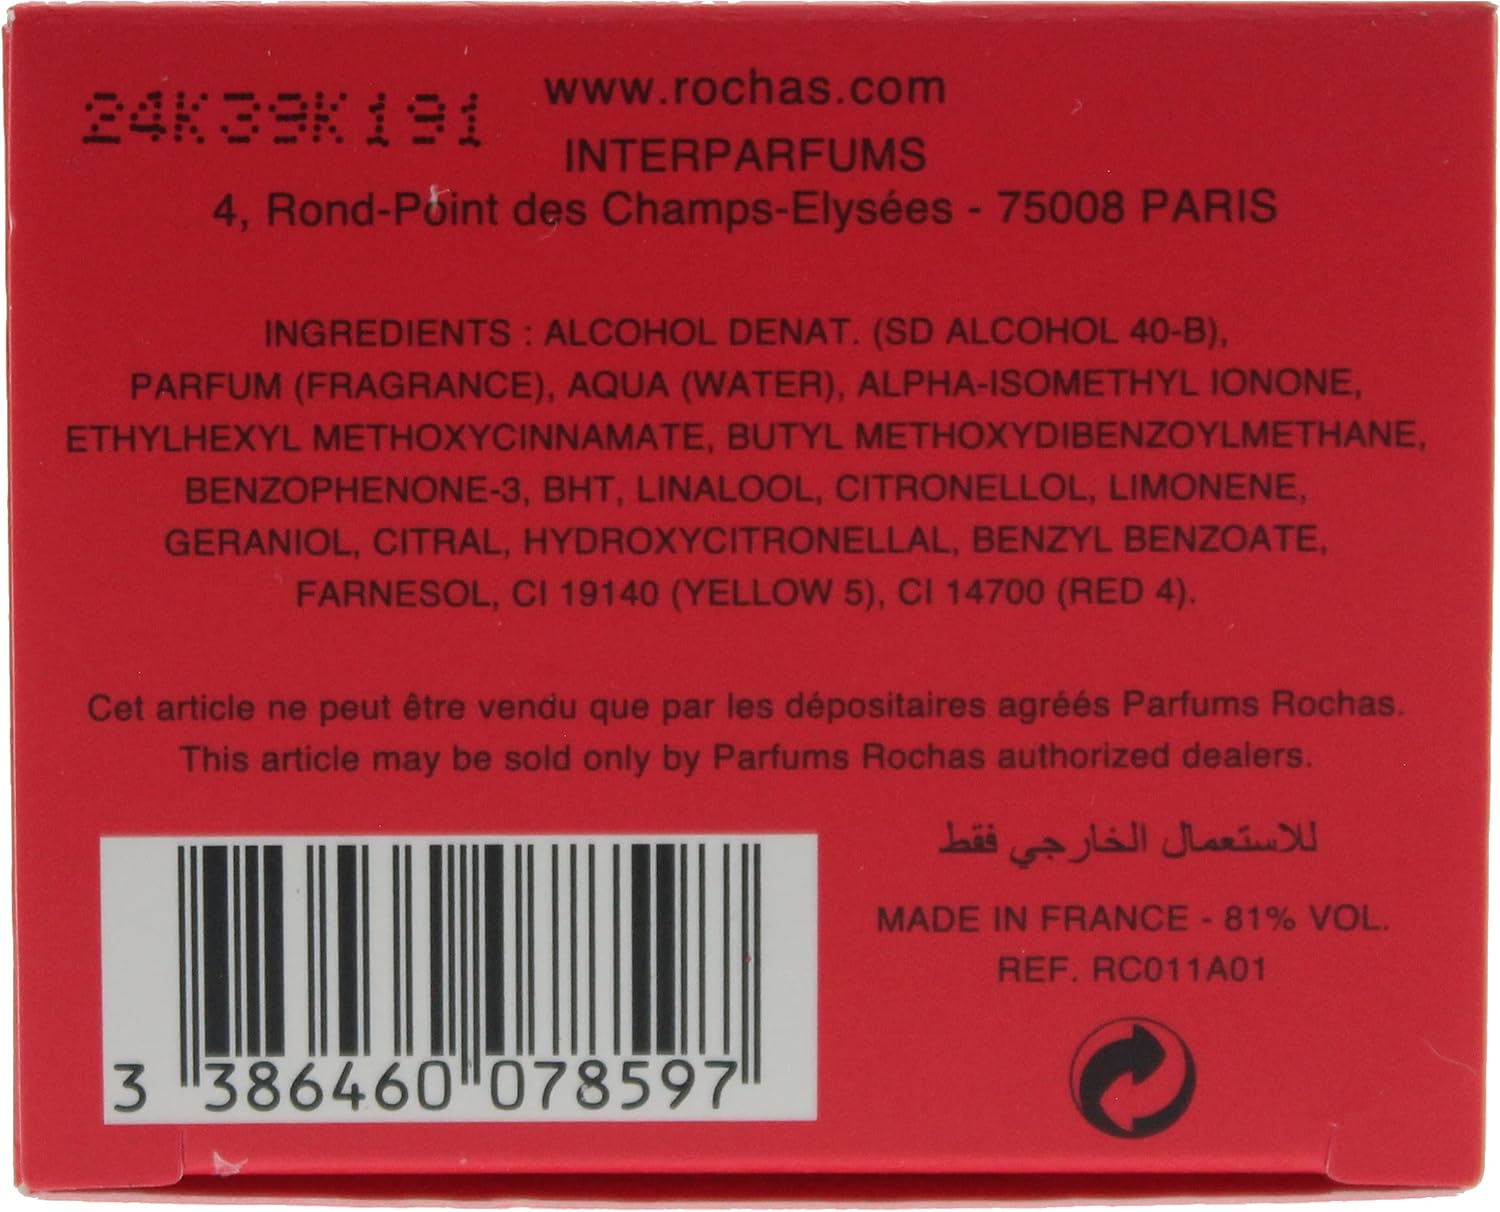 24K39K191
www.rochas.com
INTERPARFUMS
4, Rond-Point des Champs-Elysées - 75008 PARIS
INGREDIENTS : ALCOHOL DENAT. (SD ALCOHOL 40-B),
PARFUM (FRAGRANCE), AQUA (WATER), ALPHA-ISOMETHYL IONONE,
ETHYLHEXYL METHOXYCINNAMATE, BUTYL METHOXYDIBENZOYLMETHANE,
BENZOPHENONE-3, BHT, LINALOOL, CITRONELLOL, LIMONENE,
GERANIOL, CITRAL, HYDROXYCITRONELLAL, BENZYL BENZOATE,
FARNESOL, CI 19140 (YELLOW 5), CI 14700 (RED 4).
Cet article ne peut être vendu que par les dépositaires agréés Parfums Rochas.
This article may be sold only by Parfums Rochas authorized dealers.
للاستعمال الخارجي فقط
MADE IN FRANCE - 81% VOL.
REF. RC011A01
3 386460 078597